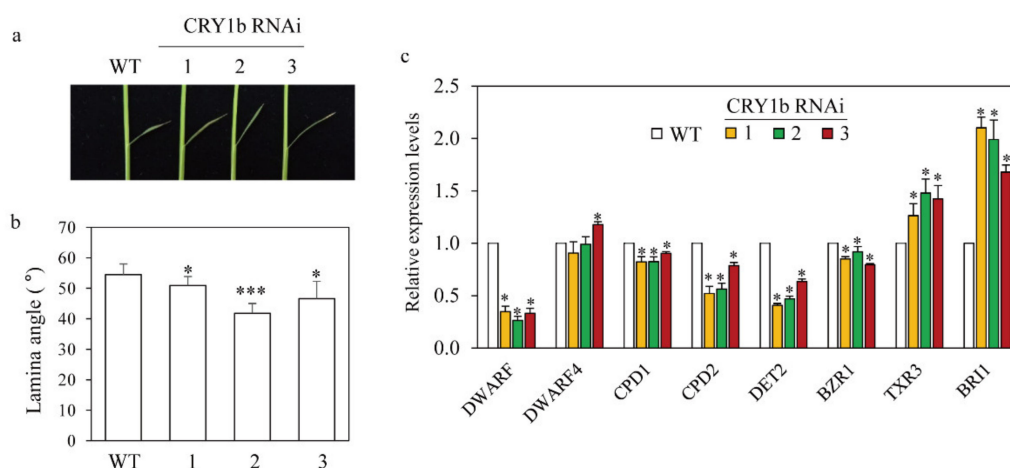 a
CRY1b RNAi
WT 1 2 3
b
Lamina angle (°)
70
60
50
40
30
20
10
0
* *** *
WT 1 2 3
c
Relative expression levels
2.5
2.0
1.5
1.0
0.5
0.0
CRY1b RNAi
WT 1 2 3
* * *
*
* * *
* * *
* * *
* * *
* * *
* * *
DWARF DWARF4 CPD1 CPD2 DET2 BZR1 TXR3 BRI1